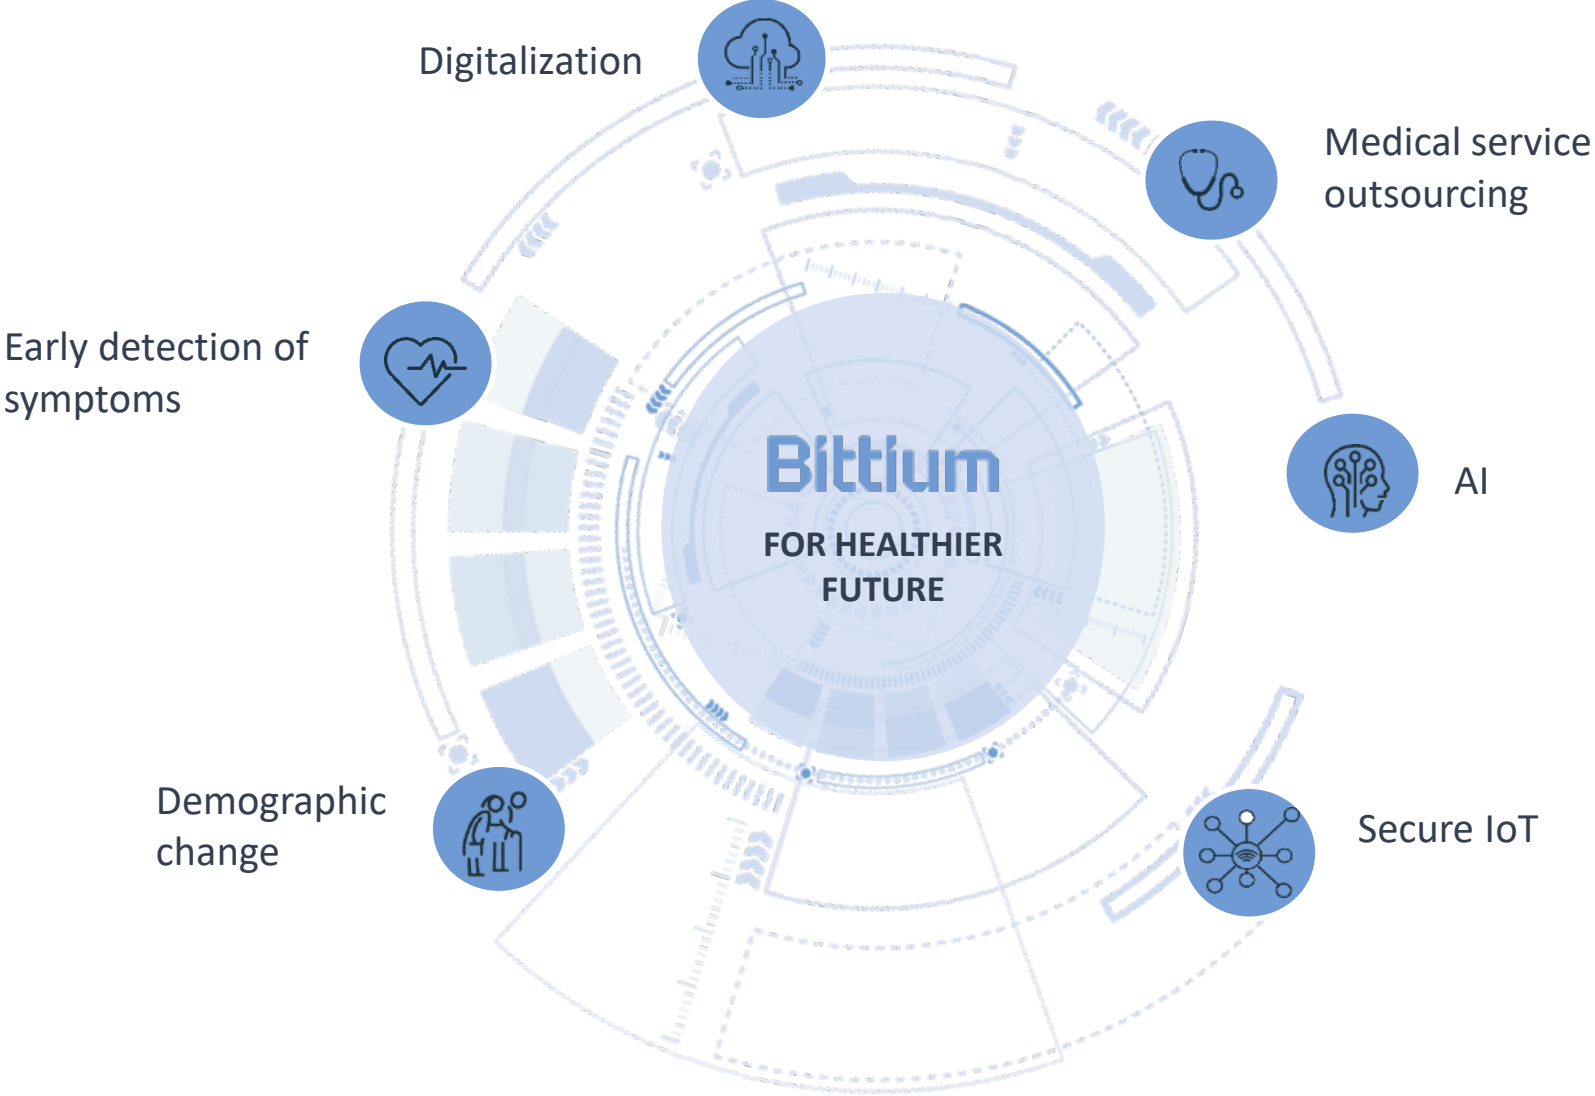 Digitalization
Medical service
outsourcing
Early detection of
symptoms
Bittium
AI
FOR HEALTHIER
FUTURE
Demographic
change
Secure IoT